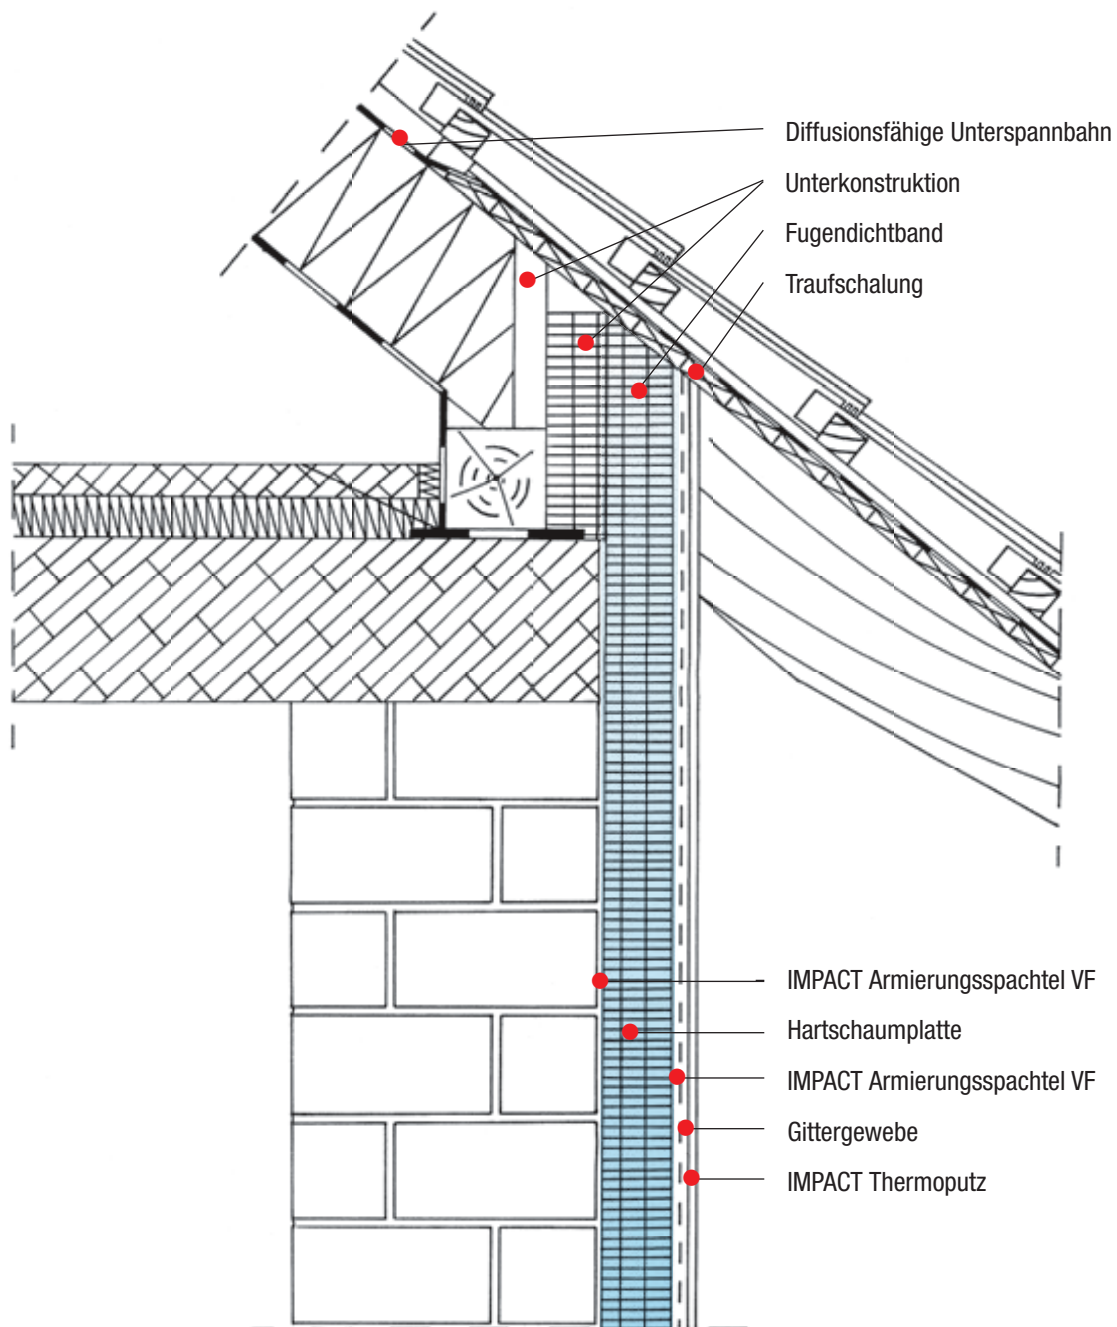 Diffusionsfähige Unterspannbahn
Unterkonstruktion
Fugendichtband
Traufschalung
IMPACT Armierungsspachtel VF
Hartschaumplatte
IMPACT Armierungsspachtel VF
Gittergewebe
IMPACT Thermoputz